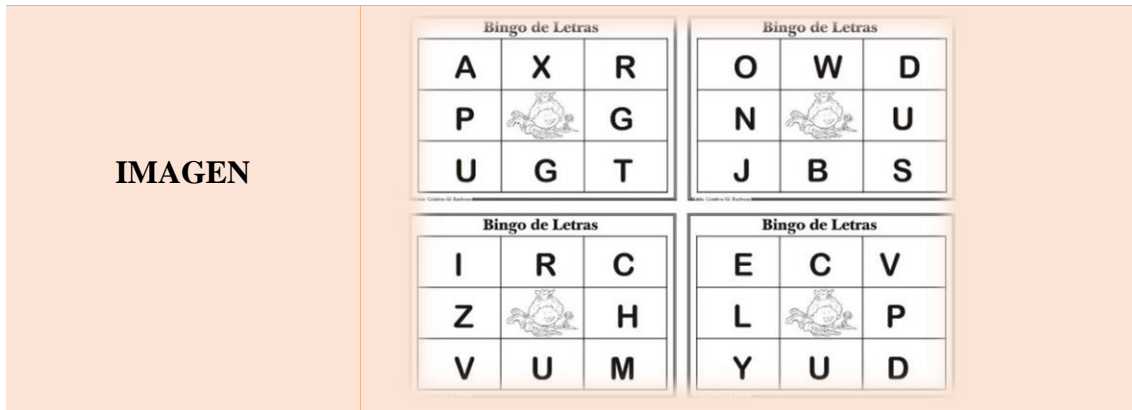 IMAGEN
Bingo de Letras
A X R
P G
U G T
Bingo de Letras
O W D
N U
J B S
Bingo de Letras
I R C
Z H
V U M
Bingo de Letras
E C V
L P
Y U D